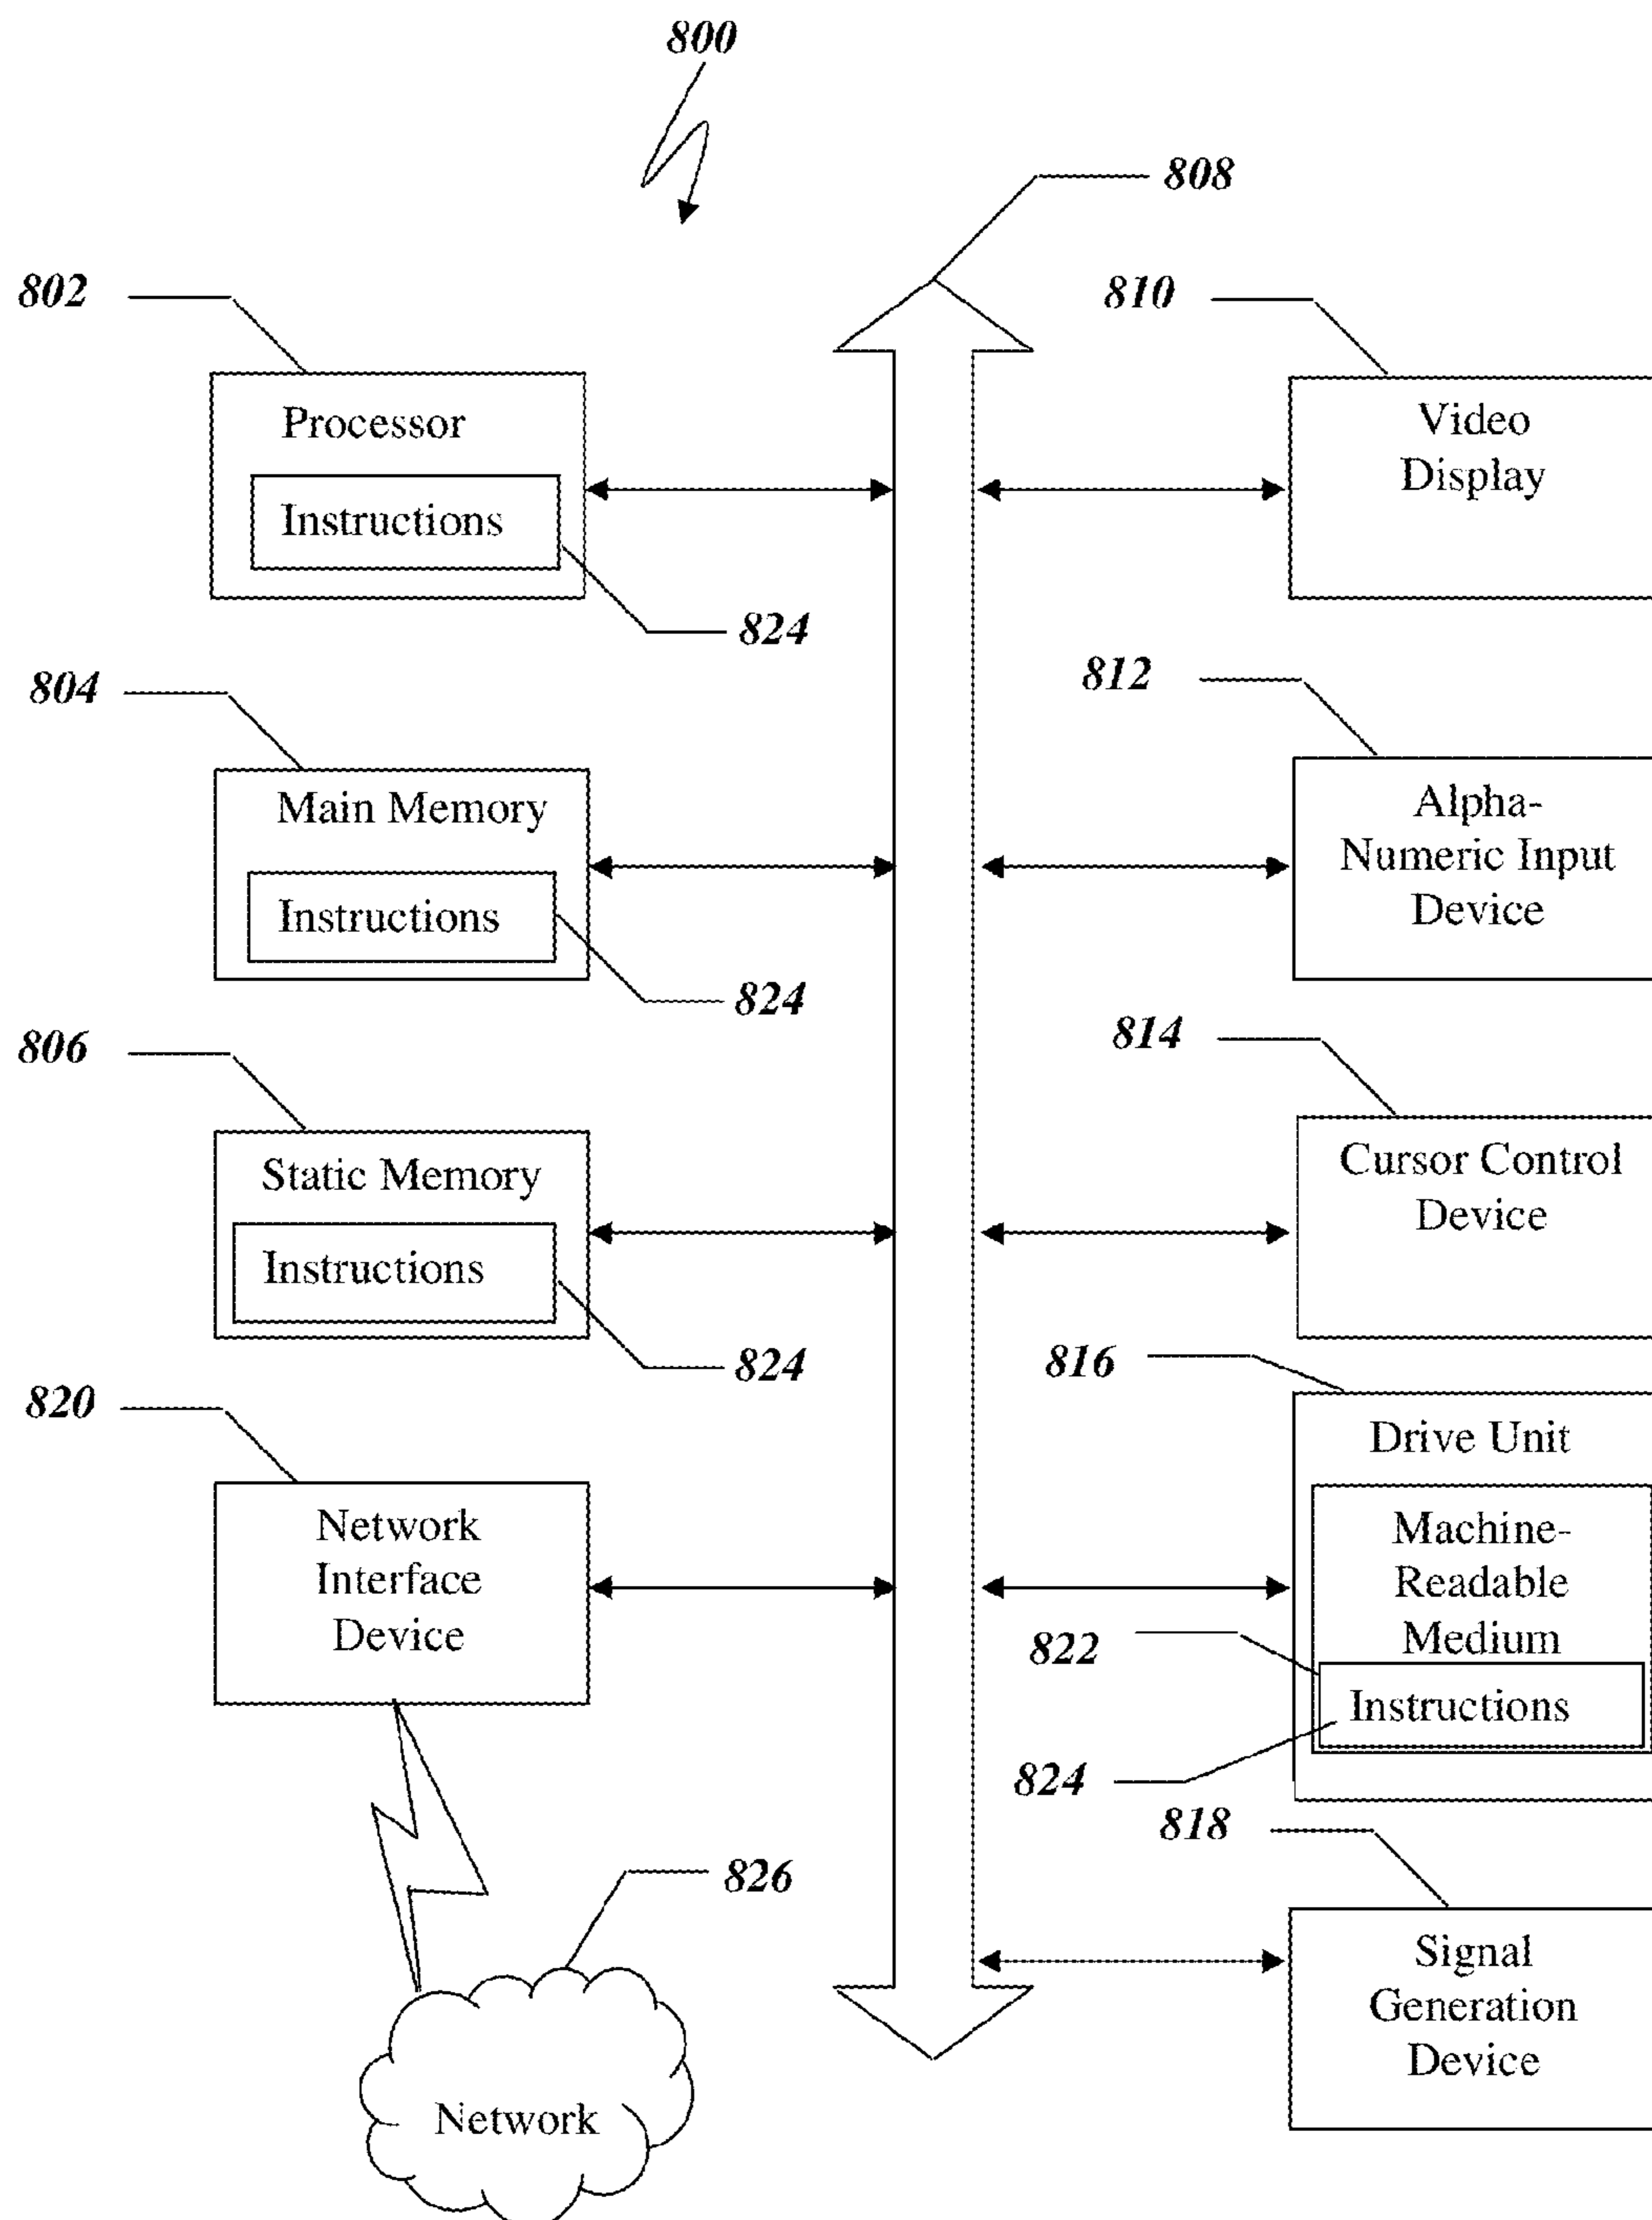 800
808
802
810
Processor
Instructions
824
Video
Display
804
812
Main Memory
Instructions
824
Alpha-
Numeric Input
Device
806
814
Static Memory
Instructions
824
Cursor Control
Device
820
816
Network
Interface
Device
Drive Unit
Machine-
Readable
Medium
822
Instructions
824
818
826
Network
Signal
Generation
Device